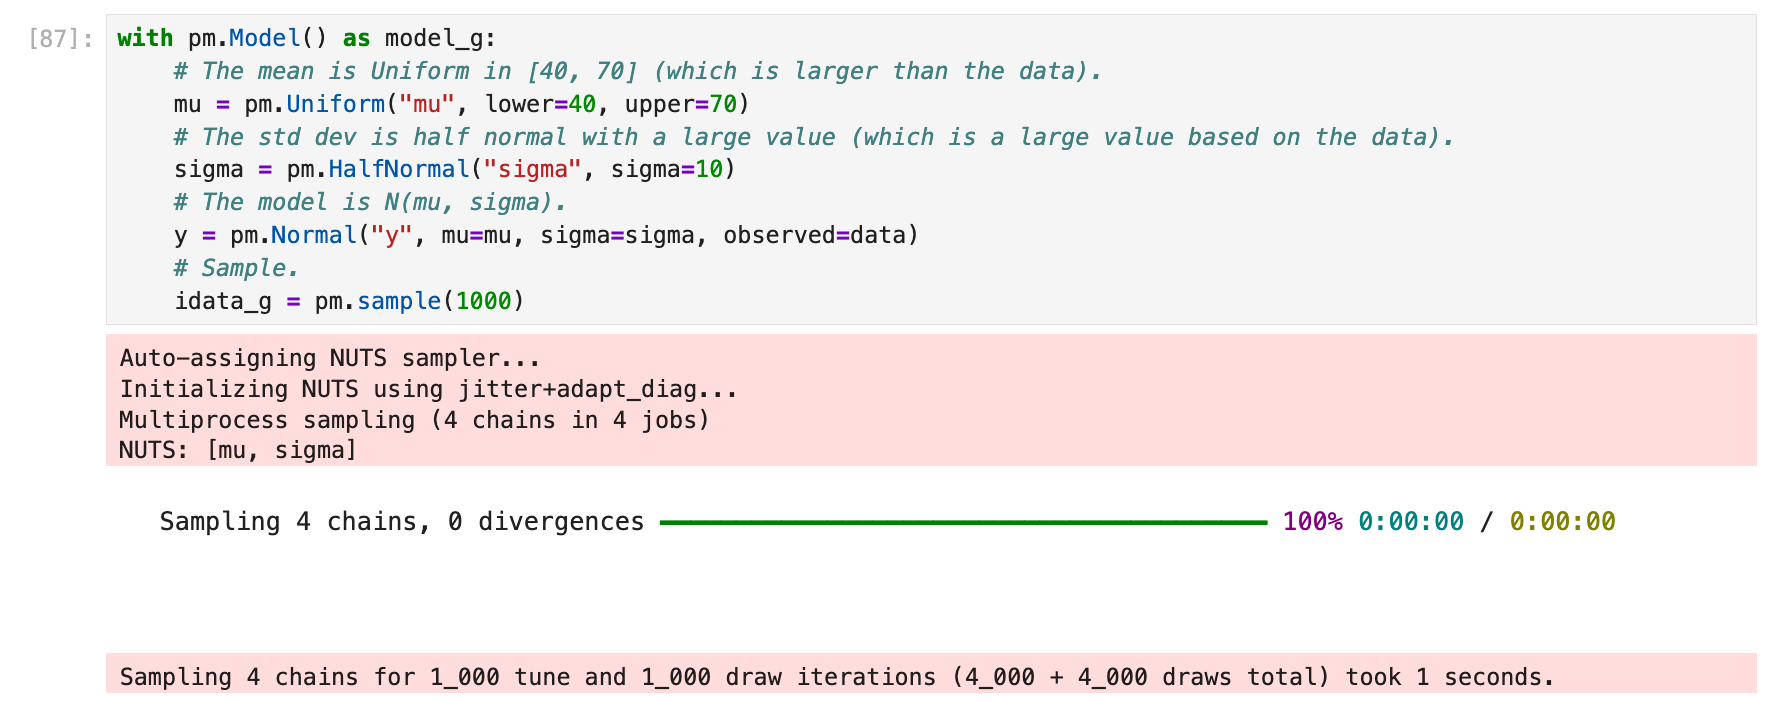 [87]: with pm.Model() as model_g:
    # The mean is Uniform in [40, 70] (which is larger than the data).
    mu = pm.Uniform("mu", lower=40, upper=70)
    # The std dev is half normal with a large value (which is a large value based on the data).
    sigma = pm.HalfNormal("sigma", sigma=10)
    # The model is N(mu, sigma).
    y = pm.Normal("y", mu=mu, sigma=sigma, observed=data)
    # Sample.
    idata_g = pm.sample(1000)
Auto-assigning NUTS sampler...
Initializing NUTS using jitter+adapt_diag...
Multiprocess sampling (4 chains in 4 jobs)
NUTS: [mu, sigma]
Sampling 4 chains, 0 divergences 100% 0:00:00 / 0:00:00
Sampling 4 chains for 1_000 tune and 1_000 draw iterations (4_000 + 4_000 draws total) took 1 seconds.